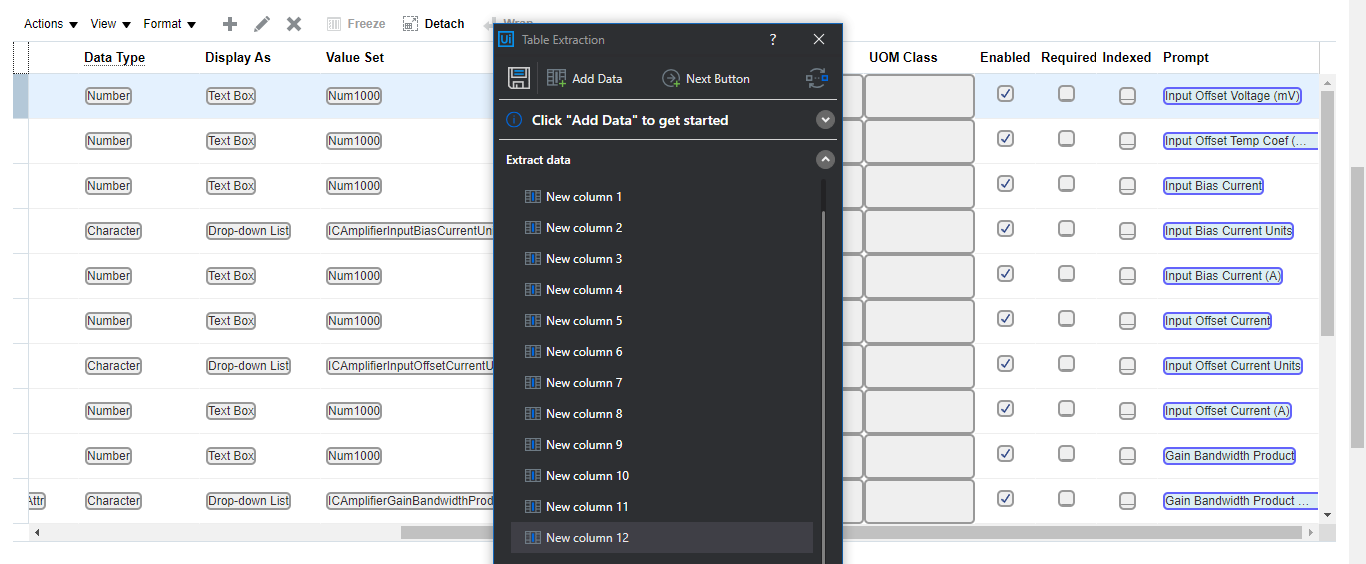 Actions View Format Freeze Detach Wrap
Data Type Display As Value Set UOM Class Enabled Required Indexed Prompt
Number Text Box Num1000 Input Offset Voltage (mV)
Number Text Box Num1000 Input Offset Temp Coef (...
Number Text Box Num1000 Input Bias Current
Character Drop-down List ICAmplifierInputBiasCurrentUni Input Bias Current Units
Number Text Box Num1000 Input Bias Current (A)
Number Text Box Num1000 Input Offset Current
Character Drop-down List ICAmplifierInputOffsetCurrentU Input Offset Current Units
Number Text Box Num1000 Input Offset Current (A)
Number Text Box Num1000 Gain Bandwidth Product
Attr Character Drop-down List ICAmplifierGainBandwidthProd Gain Bandwidth Product ...
Ui Table Extraction ?
Add Data Next Button
Click "Add Data" to get started
Extract data
New column 1
New column 2
New column 3
New column 4
New column 5
New column 6
New column 7
New column 8
New column 9
New column 10
New column 11
New column 12